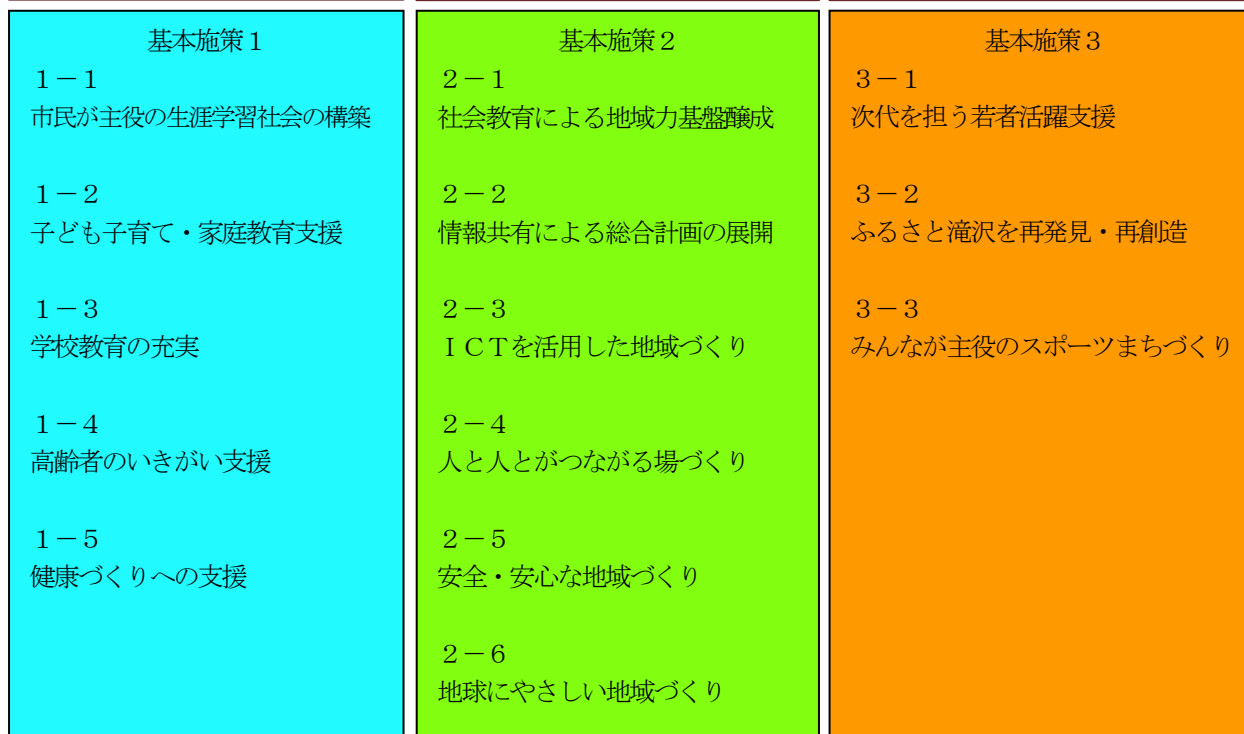 基本施策１
１－１
市民が主役の生涯学習社会の構築
１－２
子ども子育て・家庭教育支援
１－３
学校教育の充実
１－４
高齢者のいきがい支援
１－５
健康づくりへの支援
基本施策２
２－１
社会教育による地域力基盤醸成
２－２
情報共有による総合計画の展開
２－３
ＩＣＴを活用した地域づくり
２－４
人と人とがつながる場づくり
２－５
安全・安心な地域づくり
２－６
地球にやさしい地域づくり
基本施策３
３－１
次代を担う若者活躍支援
３－２
ふるさと滝沢を再発見・再創造
３－３
みんなが主役のスポーツまちづくり